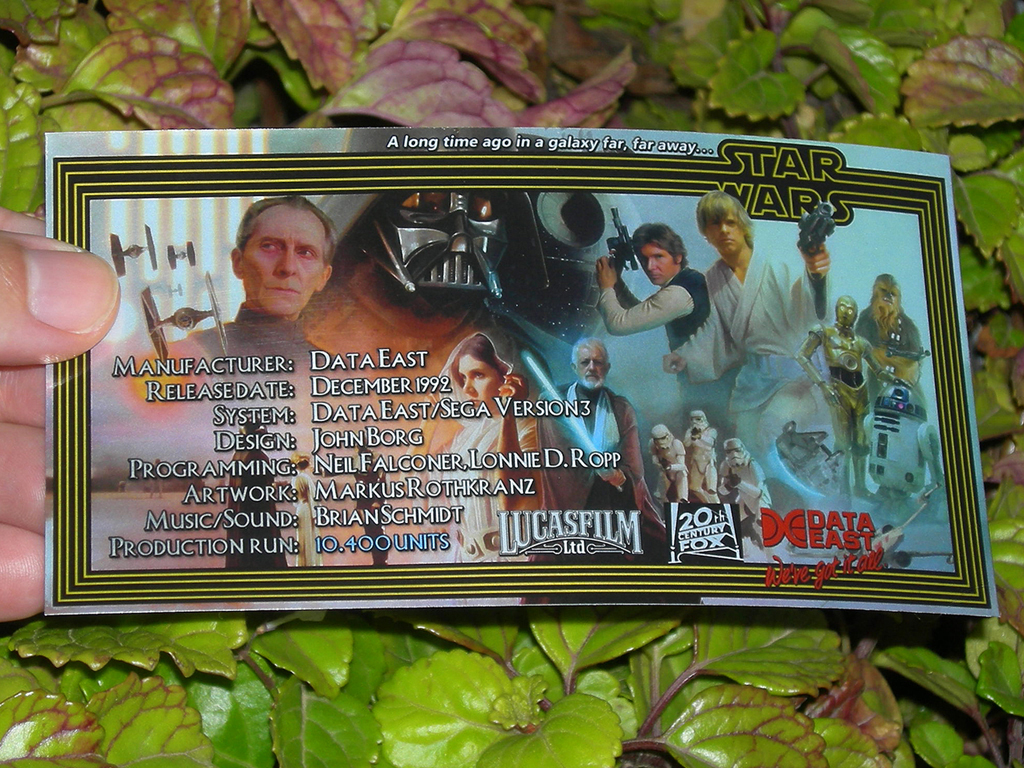 A long time ago in a galaxy far, far away...
STAR
WARS
MANUFACTURER: DATA EAST
RELEASE DATE: DECEMBER 1992
SYSTEM: DATA EAST/SEGA VERSION 3
DESIGN: JOHN BORG
PROGRAMMING: NEIL FALCONER, LONNIE D. ROPP
ARTWORK: MARKUS ROTHKRANZ
MUSIC/SOUND: BRIAN SCHMIDT
PRODUCTION RUN: 10.400 UNITS
LUCASFILM
Ltd
20th
CENTURY
FOX
DATA
EAST
We've got it all!